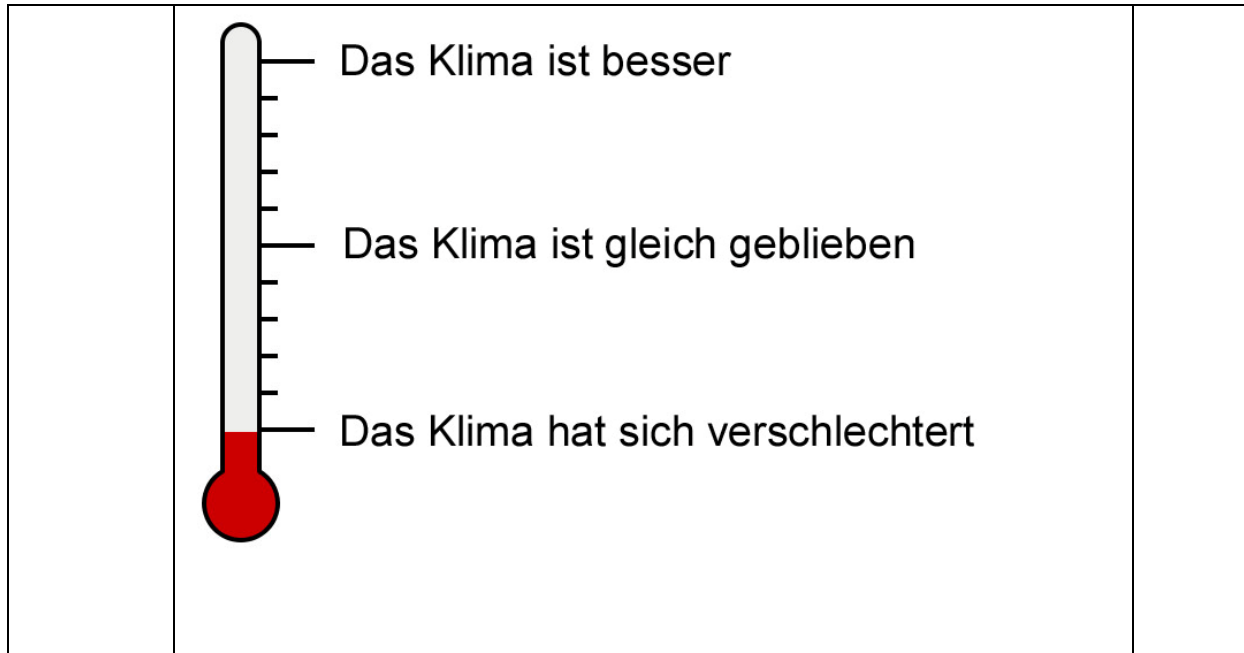 Das Klima ist besser
Das Klima ist gleich geblieben
Das Klima hat sich verschlechtert